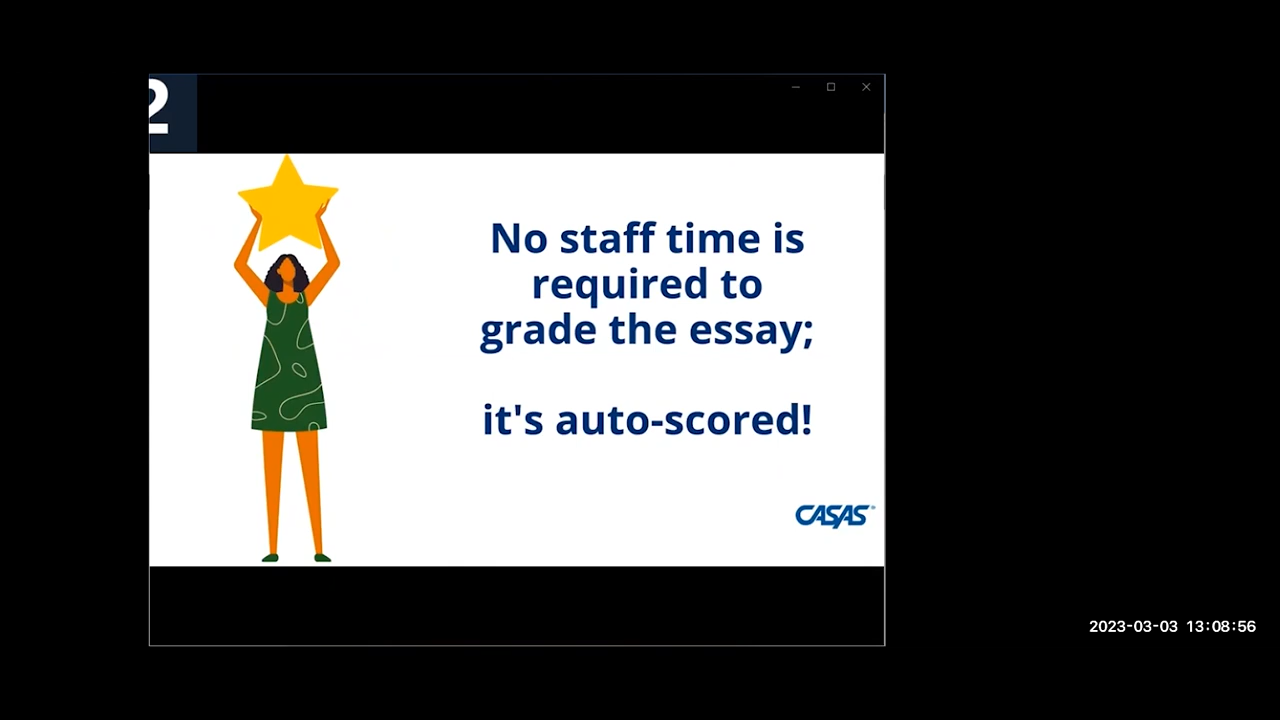 2
No staff time is
required to
grade the essay;
it's auto-scored!
CASAS®
2023-03-03 13:08:56